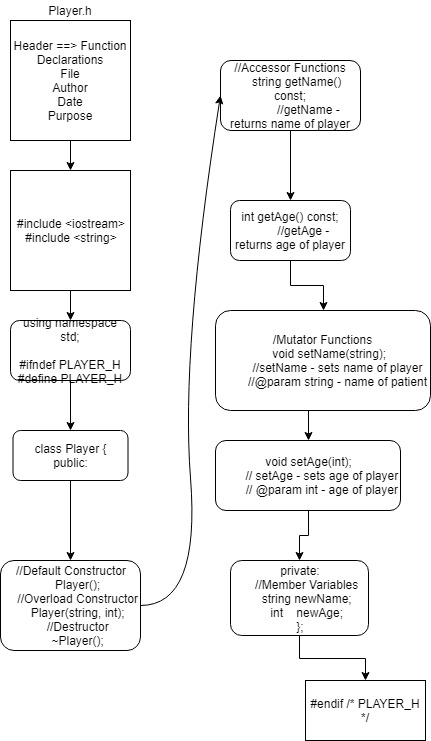 Player.h
Header ==> Function
Declarations
File
Author
Date
Purpose
#include <iostream>
#include <string>
using namespace
std;
#ifndef PLAYER_H
#define PLAYER_H
class Player {
public:
//Default Constructor
Player();
//Overload Constructor
Player(string, int);
//Destructor
~Player();
//Accessor Functions
string getName()
const;
//getName -
returns name of player
int getAge() const;
//getAge -
returns age of player
/Mutator Functions
void setName(string);
//setName - sets name of player
//@param string - name of patient
void setAge(int);
// setAge - sets age of player
// @param int - age of player
private:
//Member Variables
string newName;
int newAge;
};
#endif /* PLAYER_H
*/